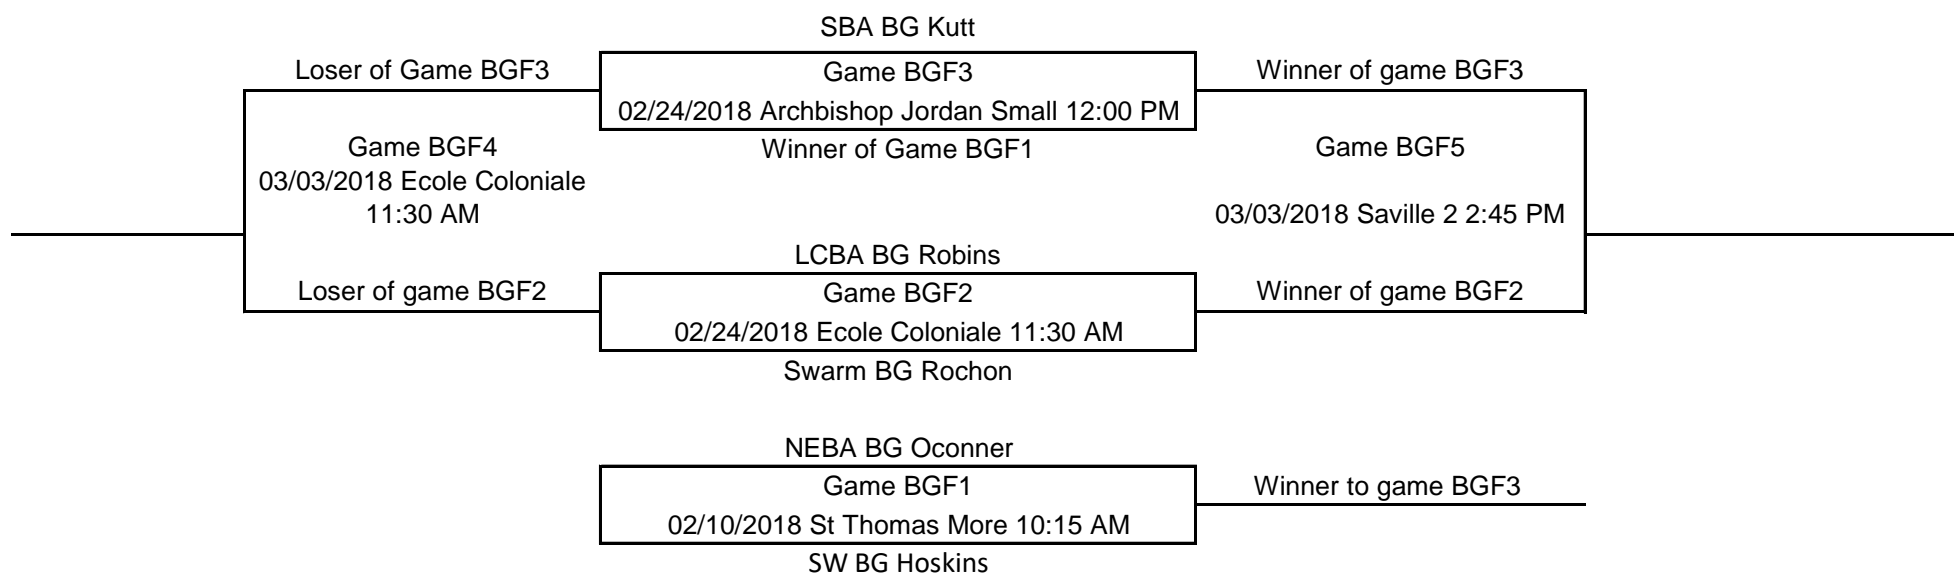 SBA BG Kutt
Loser of Game BGF3
Game BGF3
Winner of game BGF3
02/24/2018 Archbishop Jordan Small 12:00 PM
Game BGF4
Winner of Game BGF1
Game BGF5
03/03/2018 Ecole Coloniale
11:30 AM
03/03/2018 Saville 2 2:45 PM
LCBA BG Robins
Loser of game BGF2
Game BGF2
Winner of game BGF2
02/24/2018 Ecole Coloniale 11:30 AM
Swarm BG Rochon
NEBA BG Oconner
Game BGF1
Winner to game BGF3
02/10/2018 St Thomas More 10:15 AM
SW BG Hoskins